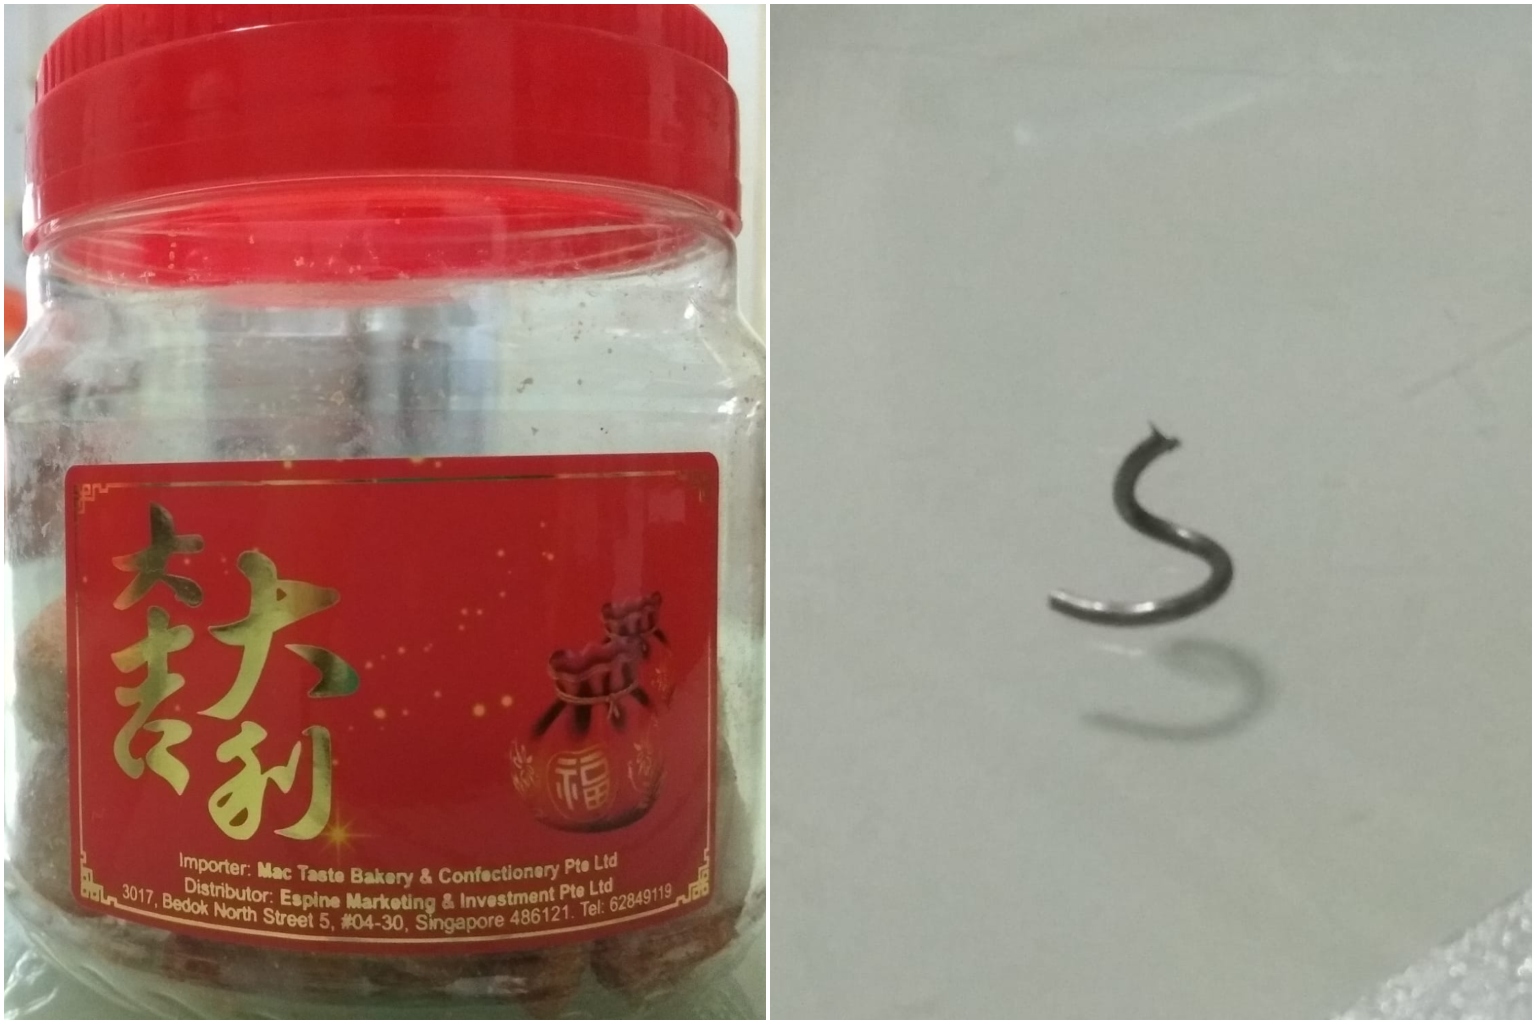 大吉
大利
福
Importer: Mac Taste Bakery & Confectionery Pte Ltd
Distributor: Espine Marketing & Investment Pte Ltd
3017, Bedok North Street 5, #04-30, Singapore 486121. Tel: 62849119